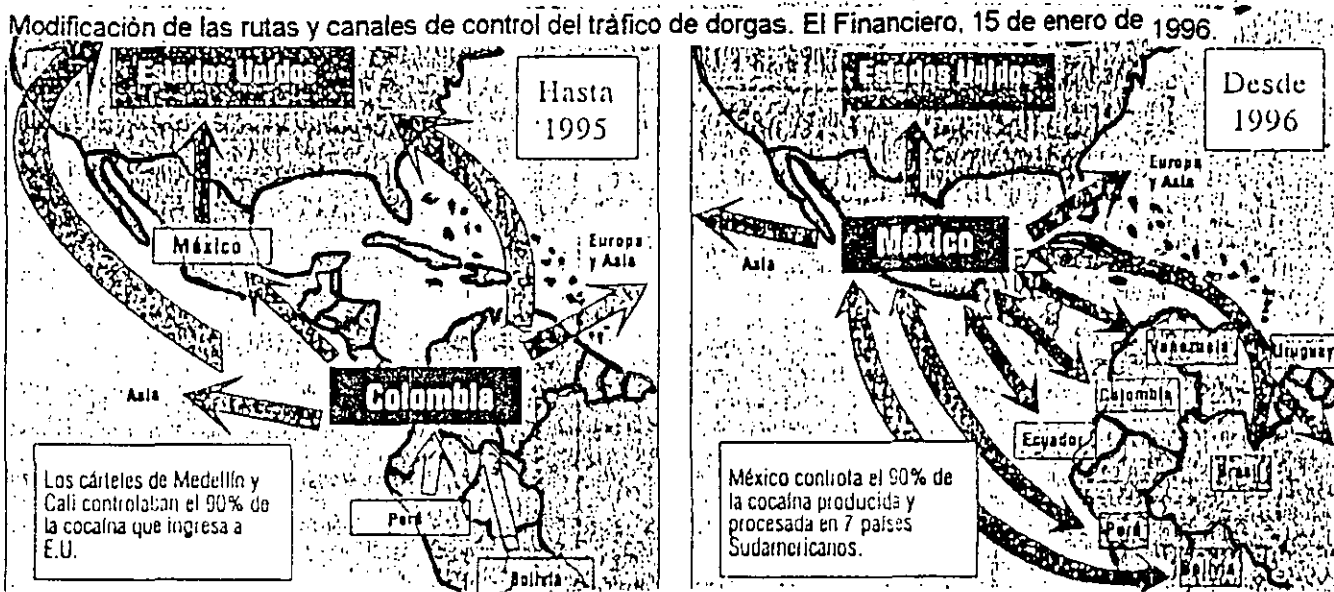 Modificación de las rutas y canales de control del tráfico de dorgas. El Financiero, 15 de enero de 1996.
Estados Unidos
Hasta
1995
México
Europa
y Asia
Asia
Colombia
Los cárteles de Medellín y
Cali controlaban el 90% de
la cocaína que ingresa a
E.U.
Perú
Bolivia
Estados Unidos
Desde
1996
Europa
y Asia
México
Asia
Venezuela
Uruguay
Colombia
Ecuador
Brasil
México controla el 90% de
la cocaína producida y
procesada en 7 países
Sudamericanos.
Perú
Bolivia